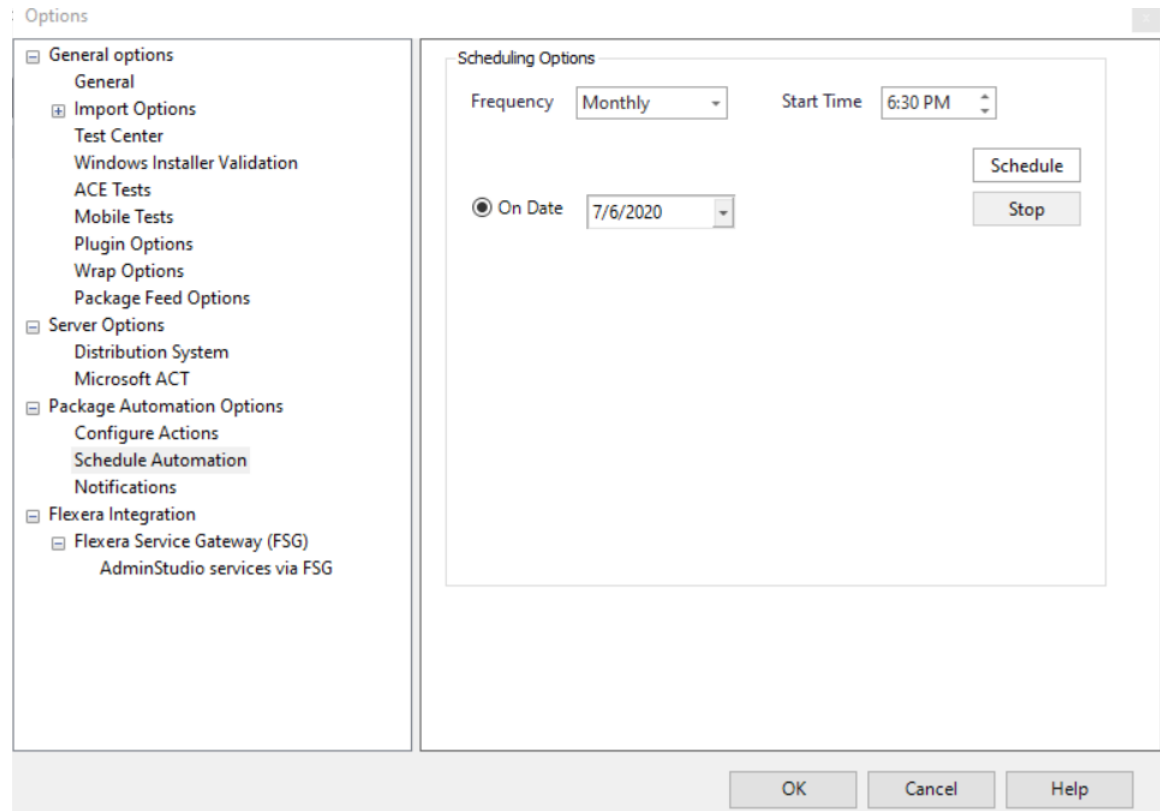 Options
General options
General
Import Options
Test Center
Windows Installer Validation
ACE Tests
Mobile Tests
Plugin Options
Wrap Options
Package Feed Options
Server Options
Distribution System
Microsoft ACT
Package Automation Options
Configure Actions
Schedule Automation
Notifications
Flexera Integration
Flexera Service Gateway (FSG)
AdminStudio services via FSG
Scheduling Options
Frequency Monthly Start Time 6:30 PM
Schedule
On Date 7/6/2020 Stop
OK Cancel Help